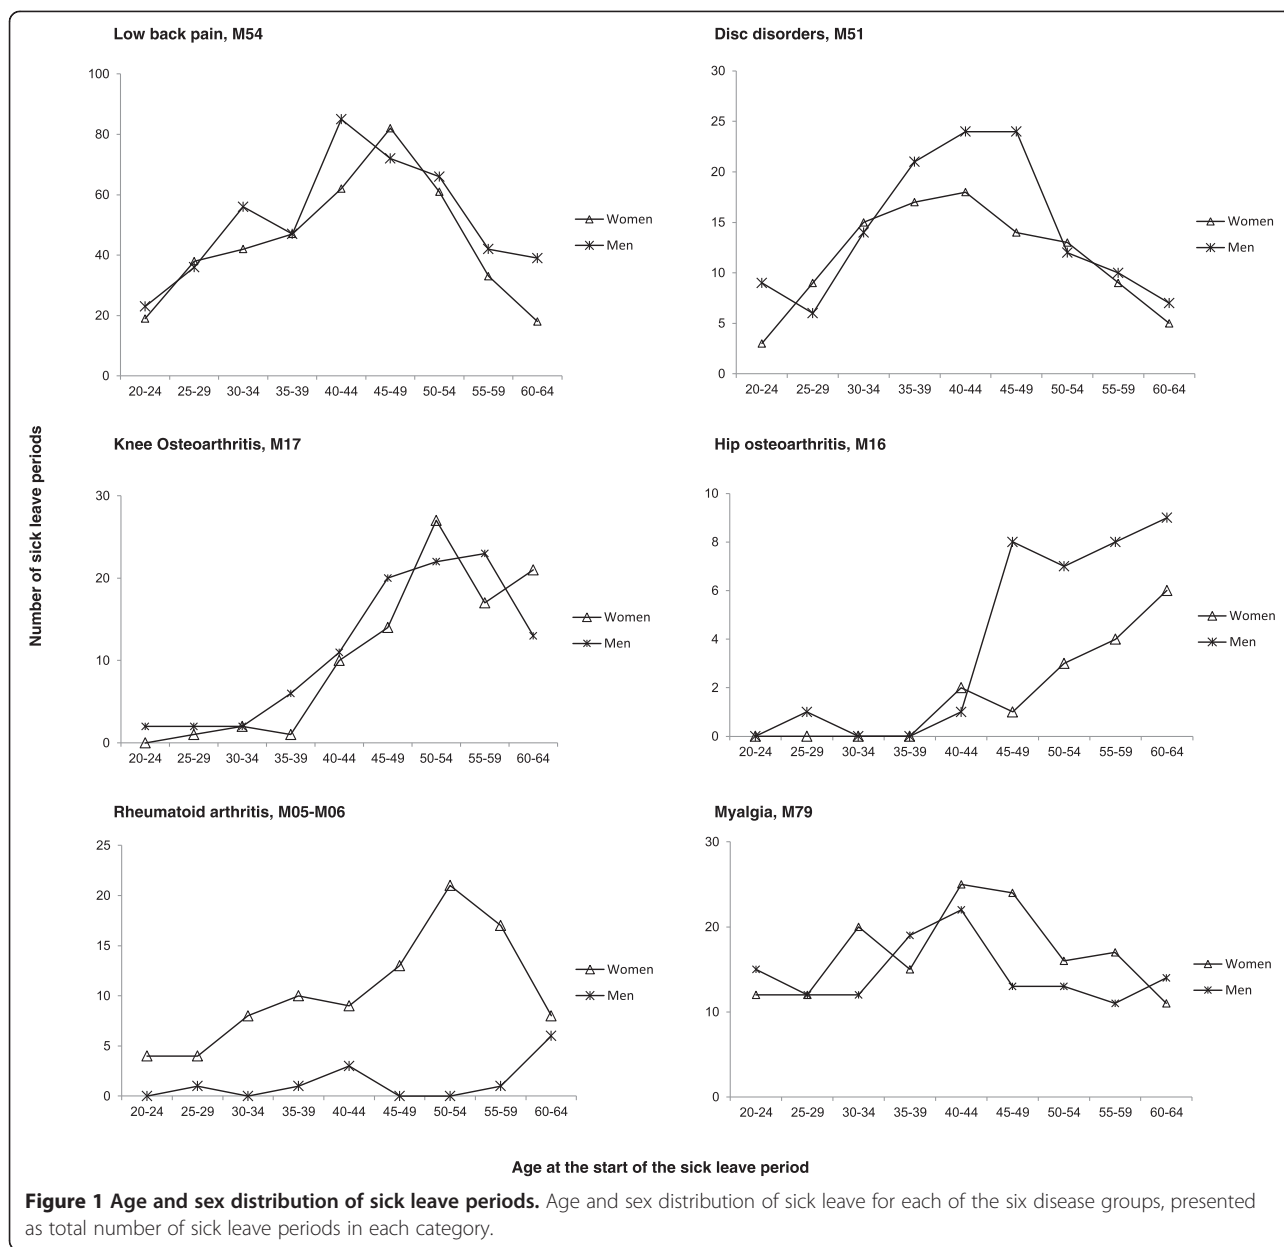 Low back pain, M54
100
80
60
40
20
0
20-24 25-29 30-34 35-39 40-44 45-49 50-54 55-59 60-64
Women
Men
Disc disorders, M51
30
25
20
15
10
5
0
20-24 25-29 30-34 35-39 40-44 45-49 50-54 55-59 60-64
Women
Men
Number of sick leave periods
Knee Osteoarthritis, M17
30
20
10
0
20-24 25-29 30-34 35-39 40-44 45-49 50-54 55-59 60-64
Women
Men
Hip osteoarthritis, M16
10
8
6
4
2
0
20-24 25-29 30-34 35-39 40-44 45-49 50-54 55-59 60-64
Women
Men
Rheumatoid arthritis, M05-M06
25
20
15
10
5
0
20-24 25-29 30-34 35-39 40-44 45-49 50-54 55-59 60-64
Women
Men
Myalgia, M79
30
20
10
0
20-24 25-29 30-34 35-39 40-44 45-49 50-54 55-59 60-64
Women
Men
Age at the start of the sick leave period
Figure 1 Age and sex distribution of sick leave periods. Age and sex distribution of sick leave for each of the six disease groups, presented
as total number of sick leave periods in each category.